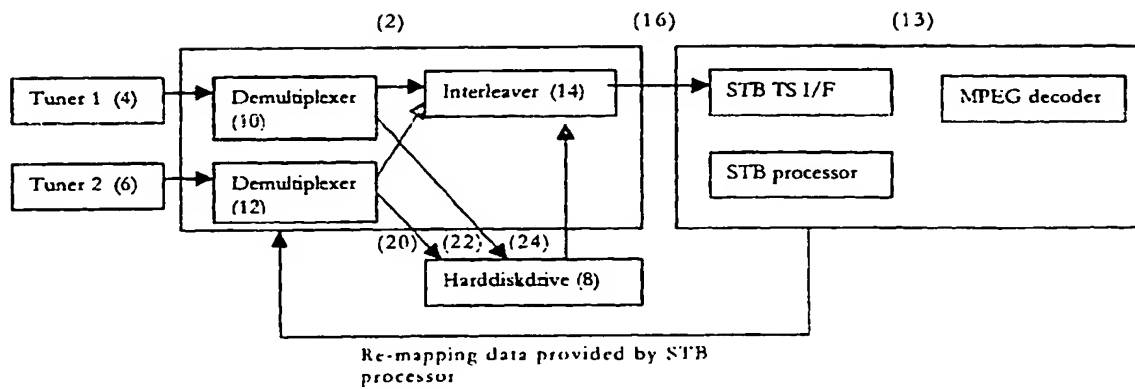 (2) (16) (13)
Tuner 1 (4)
Demultiplexer
(10)
Interleaver (14)
STB TS I/F
MPEG decoder
Tuner 2 (6)
Demultiplexer
(12)
STB processor
(20) (22) (24)
Harddiskdrive (8)
Re-mapping data provided by STB
processor